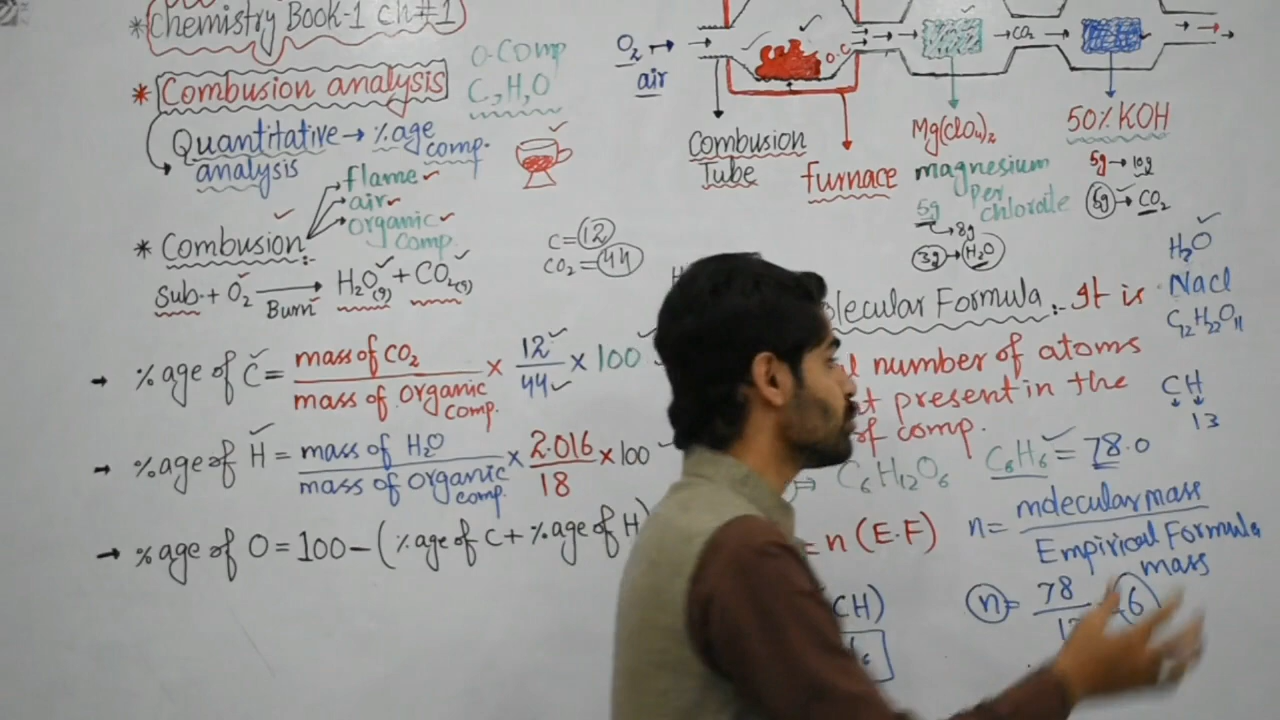 *Chemistry Book-1 Ch#1
* Combusion analysis
O-Comp
C,H,O
Quantitative → %age comp.
analysis
flame
air
organic comp.
* Combusion:-
Sub. + O₂ → H₂O(g) + CO₂(g)
Burn
C=12
CO₂=44
→ %age of C = mass of CO₂ / mass of organic comp. × 12/44 × 100
→ %age of H = mass of H₂O / mass of organic comp. × 2.016/18 × 100
→ %age of O = 100 - (%age of C + %age of H)
O₂ →
air
O.C
CO₂
Combusion
Tube
furnace
Mg(ClO₄)₂
magnesium
per
chlorate
5g
→8g
3g → H₂O
50% KOH
5g → 10g
5g → CO₂
olecular Formula:- It is
number of atoms
present in the
of comp.
⇒ C₆H₁₂O₆
C₆H₆ = 78.0
H₂O
Nacl
C₁₂H₂₂O₁₁
CH
13
= n (E.F)
n = molecular mass / Empirical Formula mass
(CH)
n = 78
6